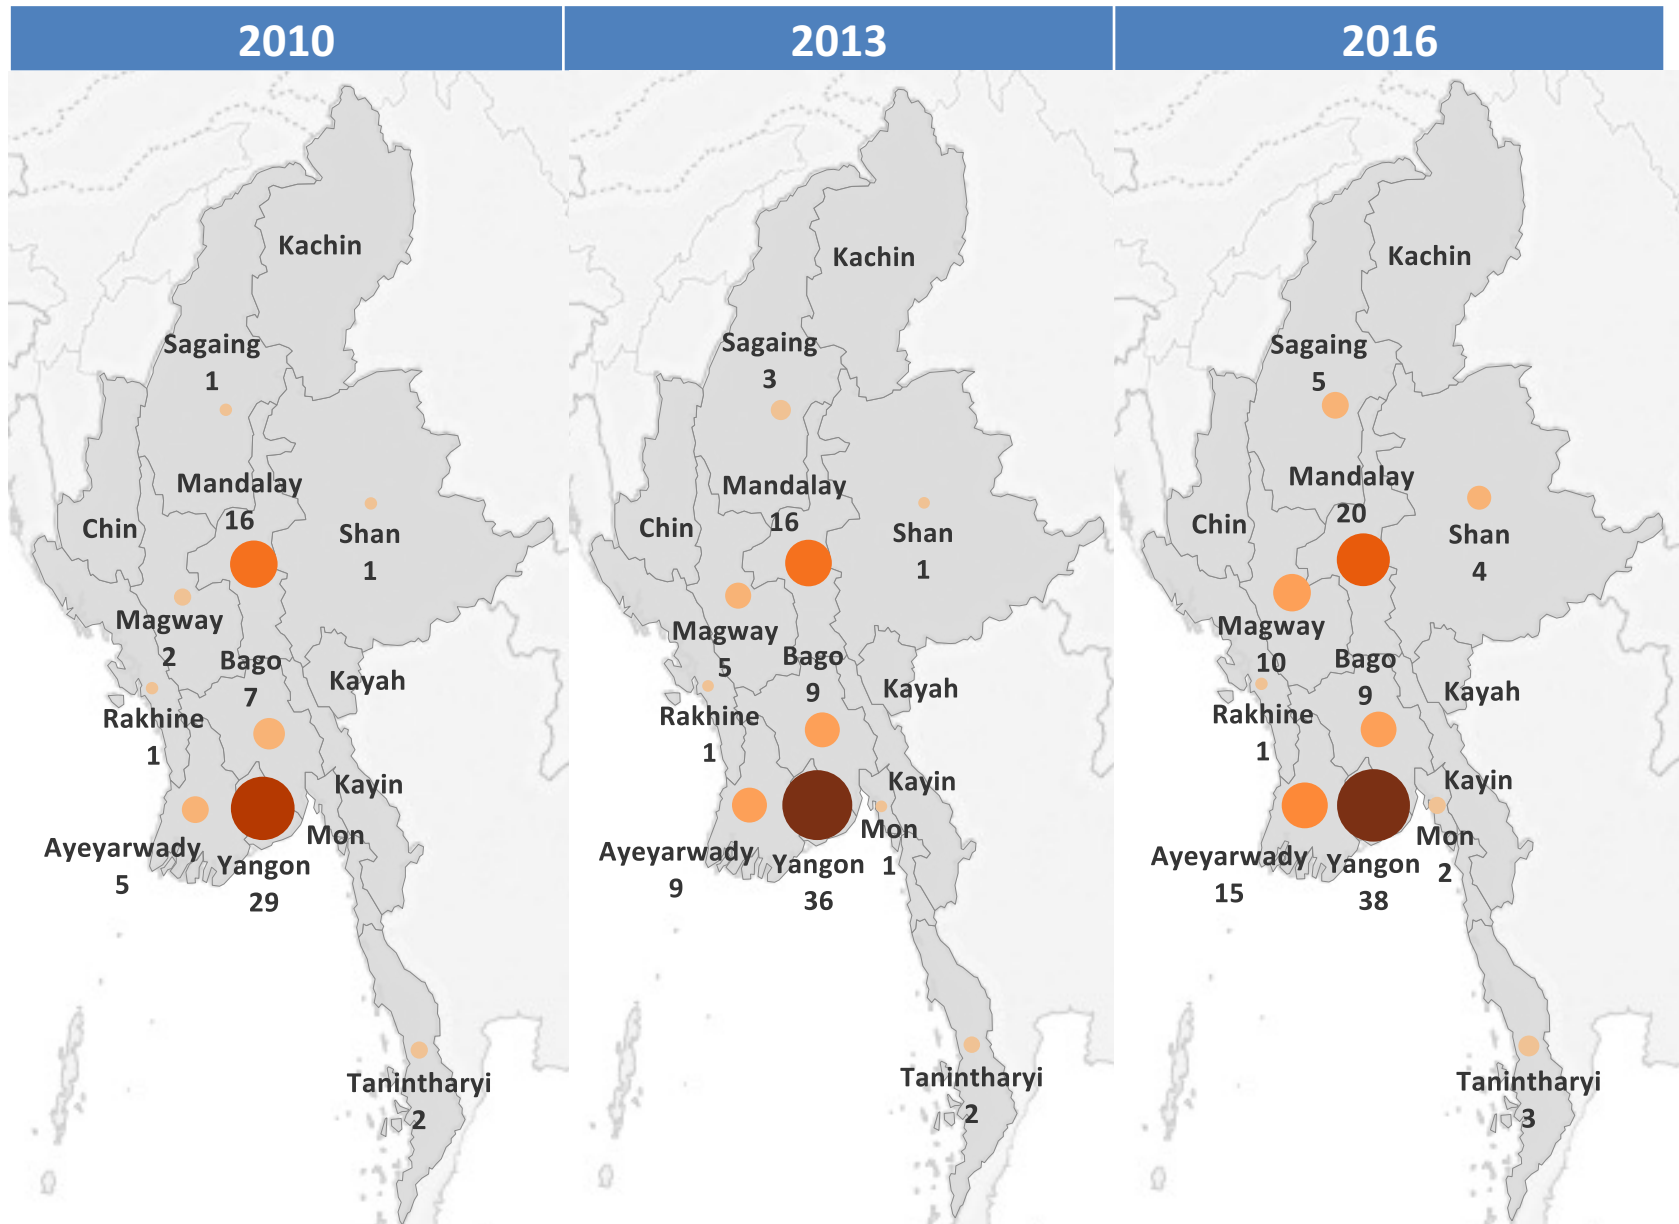 2010
2013
2016
Kachin
Sagaing
1
Mandalay
16
Chin
Shan
1
Magway
2
Bago
7
Kayah
Rakhine
1
Kayin
Mon
Ayeyarwady
5
Yangon
29
Tanintharyi
2
Kachin
Sagaing
3
Mandalay
16
Chin
Shan
1
Magway
5
Bago
9
Kayah
Rakhine
1
Kayin
Mon
1
Ayeyarwady
9
Yangon
36
Tanintharyi
2
Kachin
Sagaing
5
Mandalay
20
Chin
Shan
4
Magway
10
Bago
9
Kayah
Rakhine
1
Kayin
Mon
2
Ayeyarwady
15
Yangon
38
Tanintharyi
3